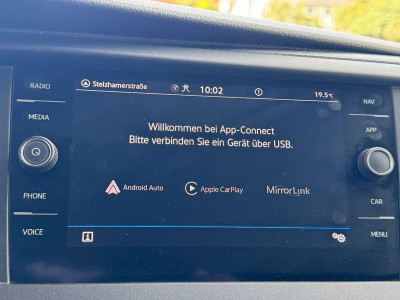 RADIO
MEDIA
PHONE
VOICE
Stelzhamerstraße
10:02
19.5°C
Willkommen bei App-Connect
Bitte verbinden Sie ein Gerät über USB.
Android Auto
Apple CarPlay
MirrorLink
NAV
APP
CAR
MENU